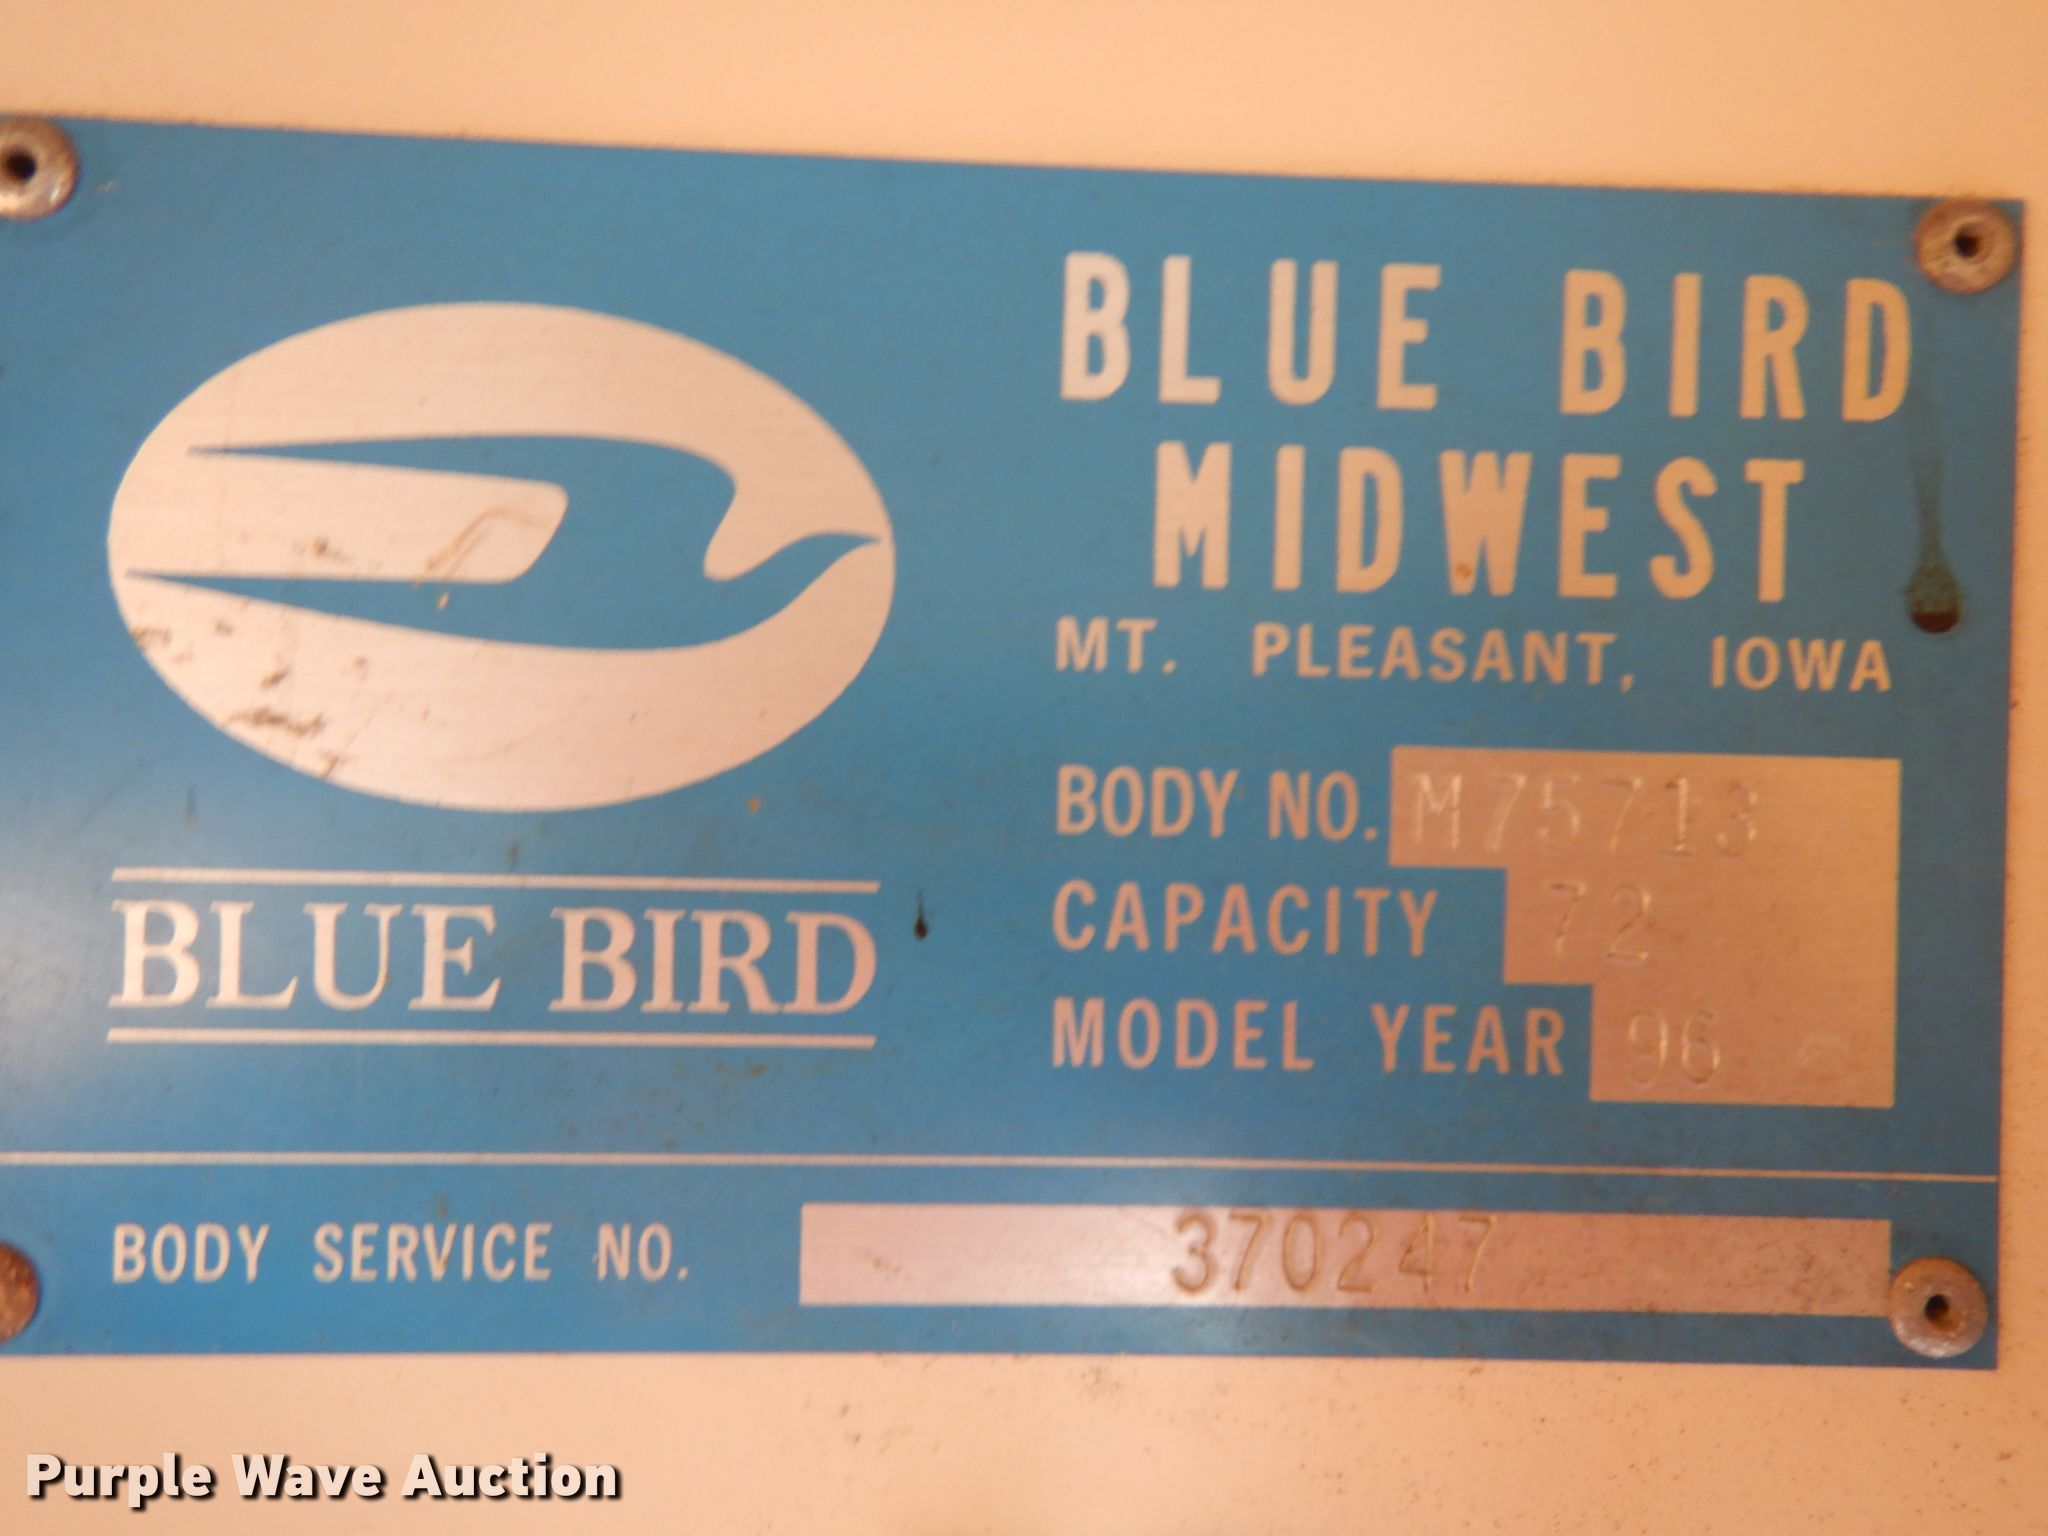 BLUE BIRD
MIDWEST
MT. PLEASANT, IOWA
BODY NO. M75713
CAPACITY 72
MODEL YEAR 96
BLUE BIRD
BODY SERVICE NO. 370247
Purple Wave Auction